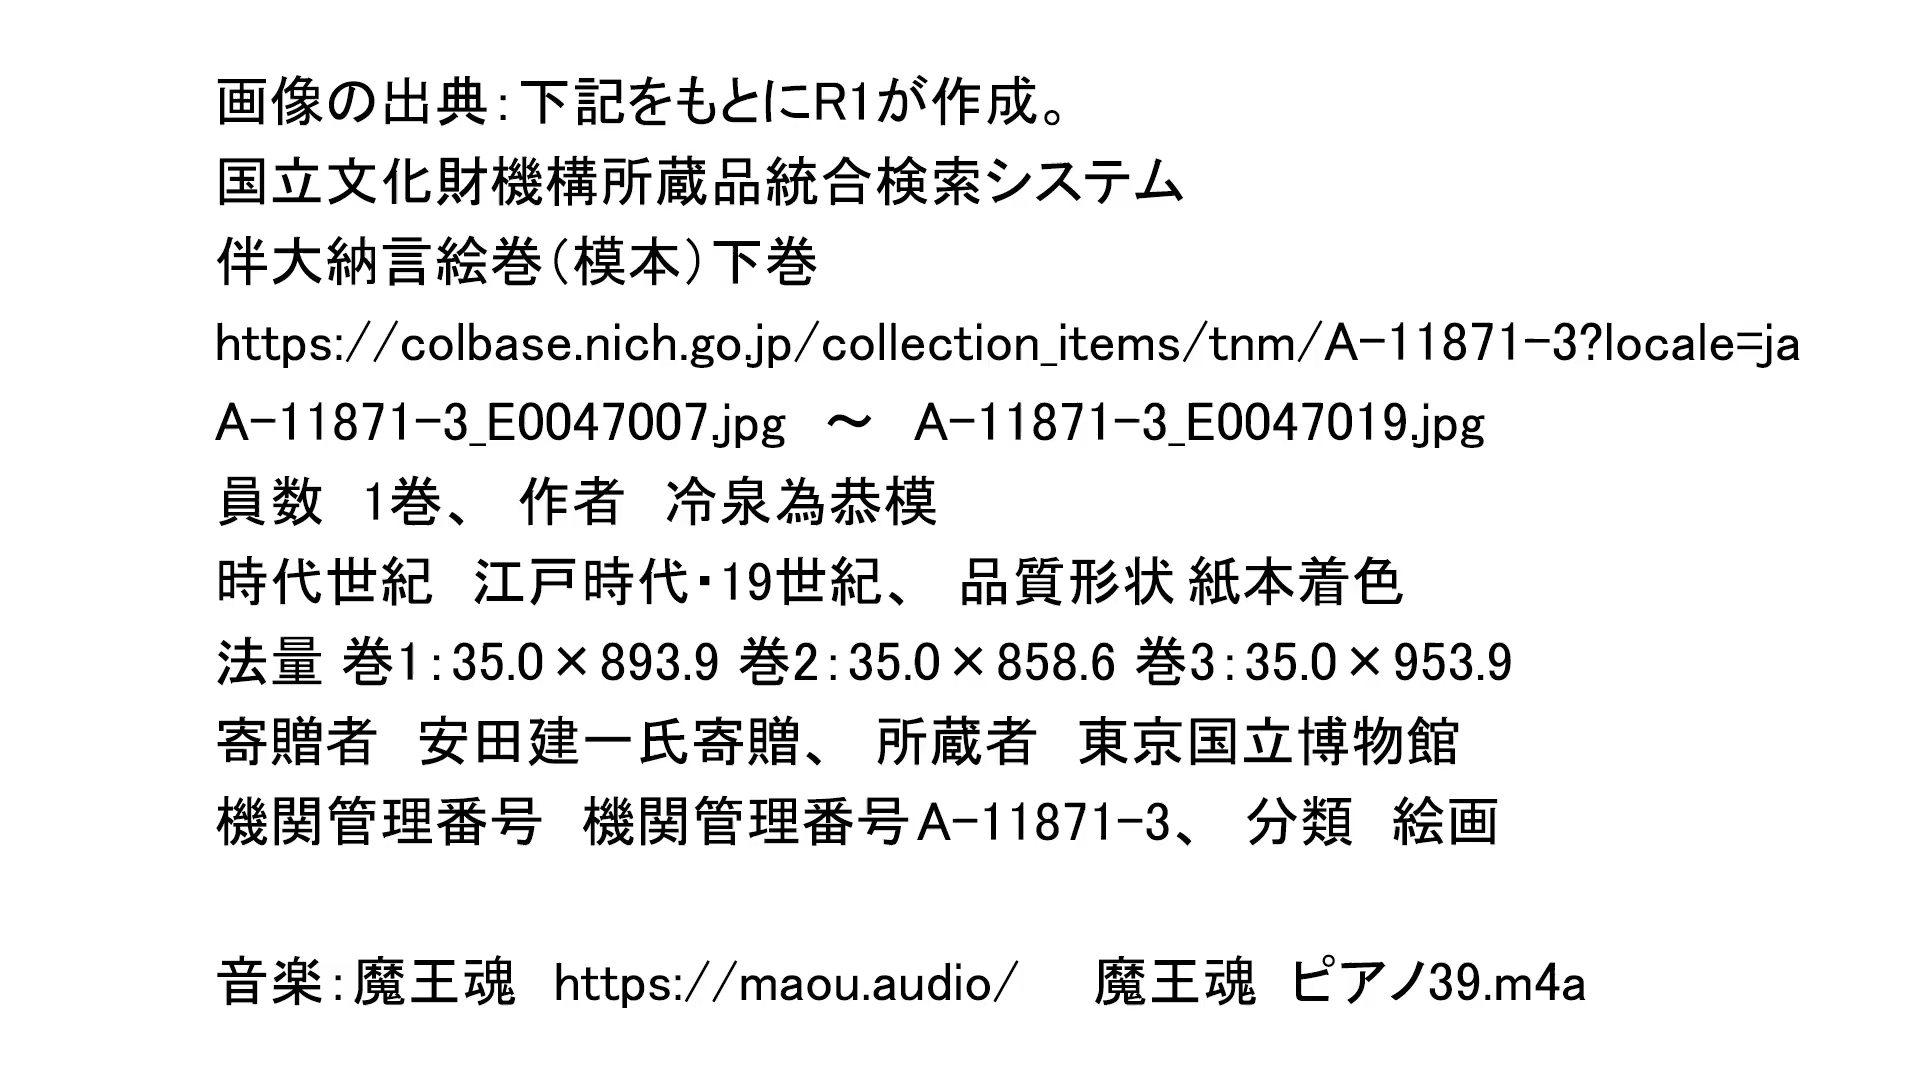 画像の出典：下記をもとにR1が作成。
国立文化財機構所蔵品統合検索システム
伴大納言絵巻（模本）下巻
https://colbase.nich.go.jp/collection_items/tnm/A-11871-3?locale=ja
A-11871-3_E0047007.jpg　～　A-11871-3_E0047019.jpg
員数　1巻、　作者　冷泉為恭模
時代世紀　江戸時代・19世紀、　品質形状 紙本着色
法量 巻1：35.0×893.9 巻2：35.0×858.6 巻3：35.0×953.9
寄贈者　安田建一氏寄贈、　所蔵者　東京国立博物館
機関管理番号　機関管理番号A-11871-3、　分類　絵画
音楽：魔王魂　https://maou.audio/　　魔王魂　ピアノ39.m4a